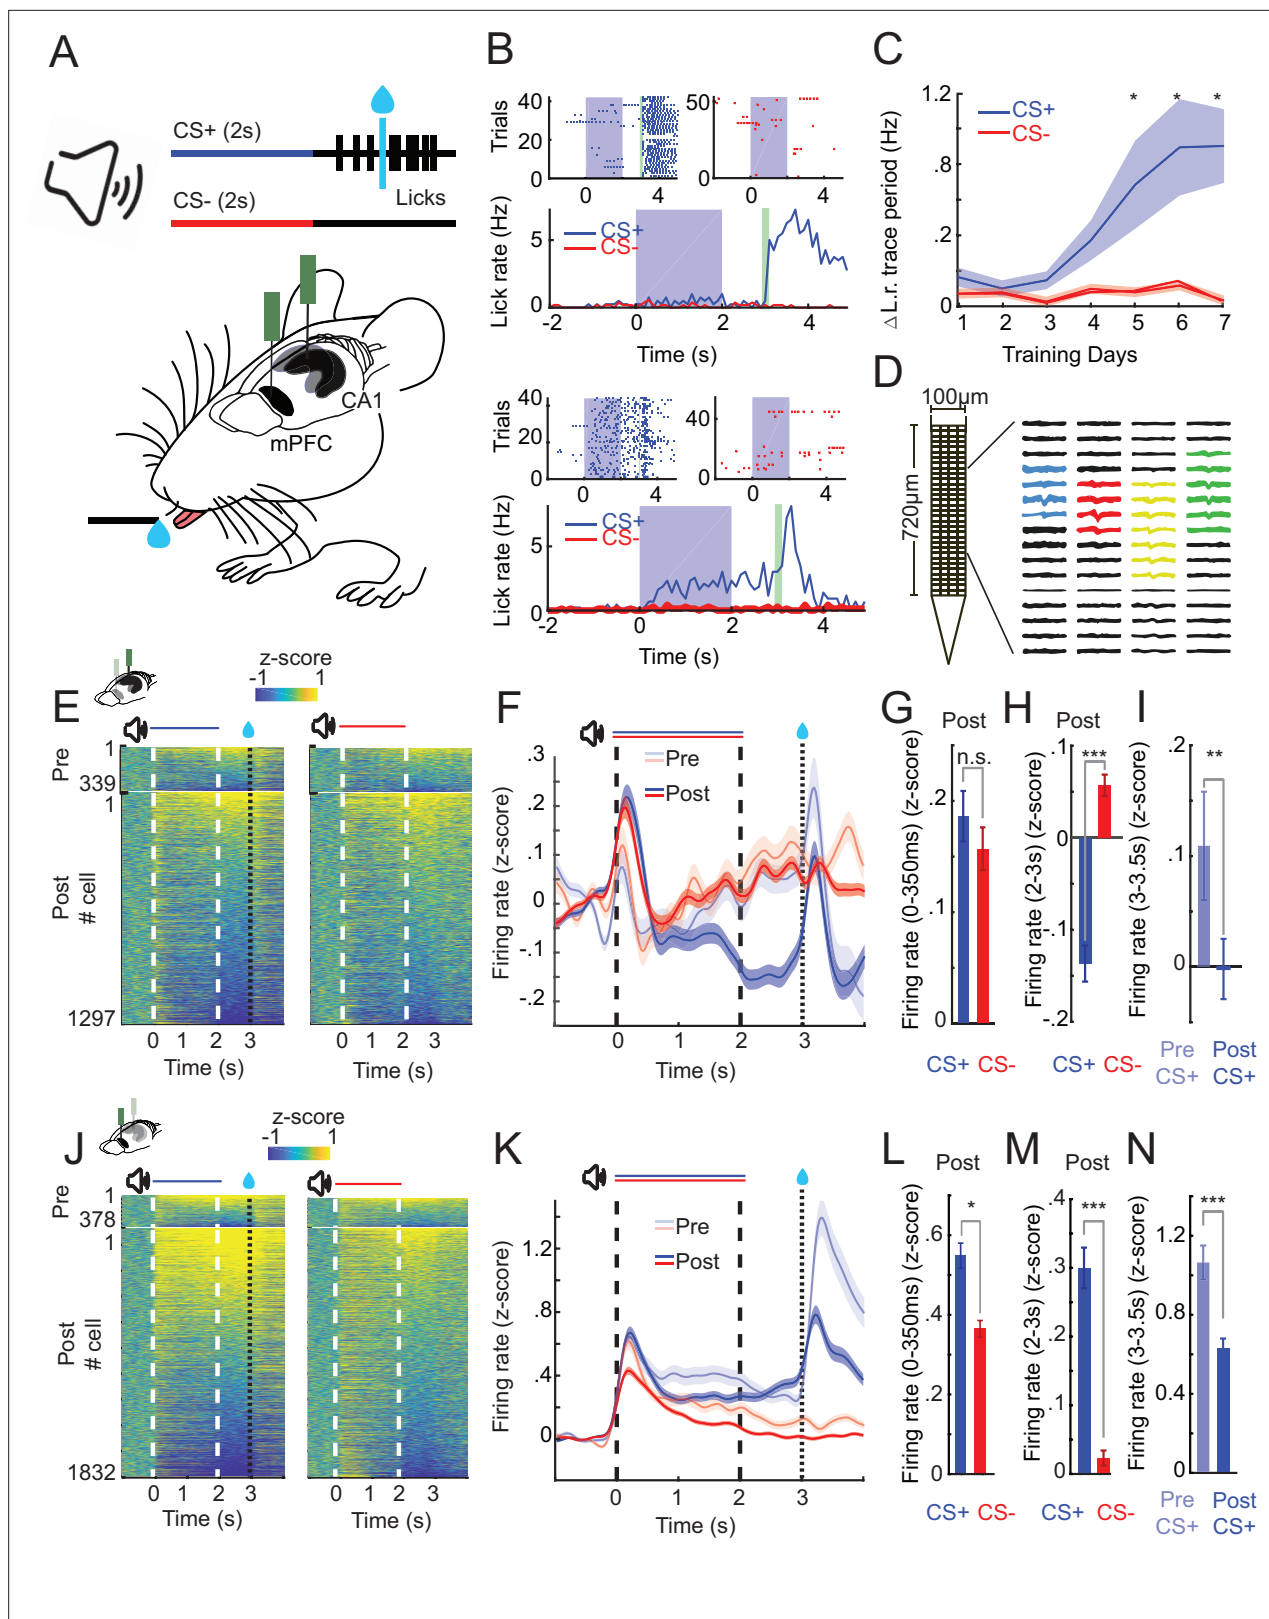 A
CS+ (2s)
CS- (2s)
Licks
CA1
mPFC
B
Trials
40
20
0
0 4
50
0
0 4
Lick rate (Hz)
5
0
CS+
CS-
-2 0 2 4
Time (s)
Trials
40
20
0
0 4
50
0
0 4
Lick rate (Hz)
5
0
CS+
CS-
-2 0 2 4
Time (s)
C
△L.r. trace period (Hz)
1.2
.8
.2
0
CS+
CS-
* * *
1 2 3 4 5 6 7
Training Days
D
100µm
720µm
E
z-score
-1 1
Pre
1
339
1
Post
# cell
1297
0 2 3
Time (s)
0 2 3
Time (s)
F
Firing rate (z-score)
.3
.2
.1
0
-.1
-.2
Pre
Post
0 1 2 3
Time (s)
G
Post
n.s.
Firing rate (0-350ms) (z-score)
.2
.1
0
CS+ CS-
H
Post
***
Firing rate (2-3s) (z-score)
.1
0
-.1
-.2
CS+ CS-
I
**
Firing rate (3-3.5s) (z-score)
.2
.1
0
Pre Post
CS+ CS+
J
z-score
-1 1
Pre
1
378
1
Post
# cell
1832
0 2 3
Time (s)
0 2 3
Time (s)
K
Firing rate (z-score)
1.2
.8
.4
0
Pre
Post
0 1 2 3
Time (s)
L
Post
*
Firing rate (0-350ms) (z-score)
.6
.4
.2
0
CS+ CS-
M
Post
***
Firing rate (2-3s) (z-score)
.4
.3
.2
.1
0
CS+ CS-
N
***
Firing rate (3-3.5s) (z-score)
1.2
0.8
0.4
0
Pre Post
CS+ CS+